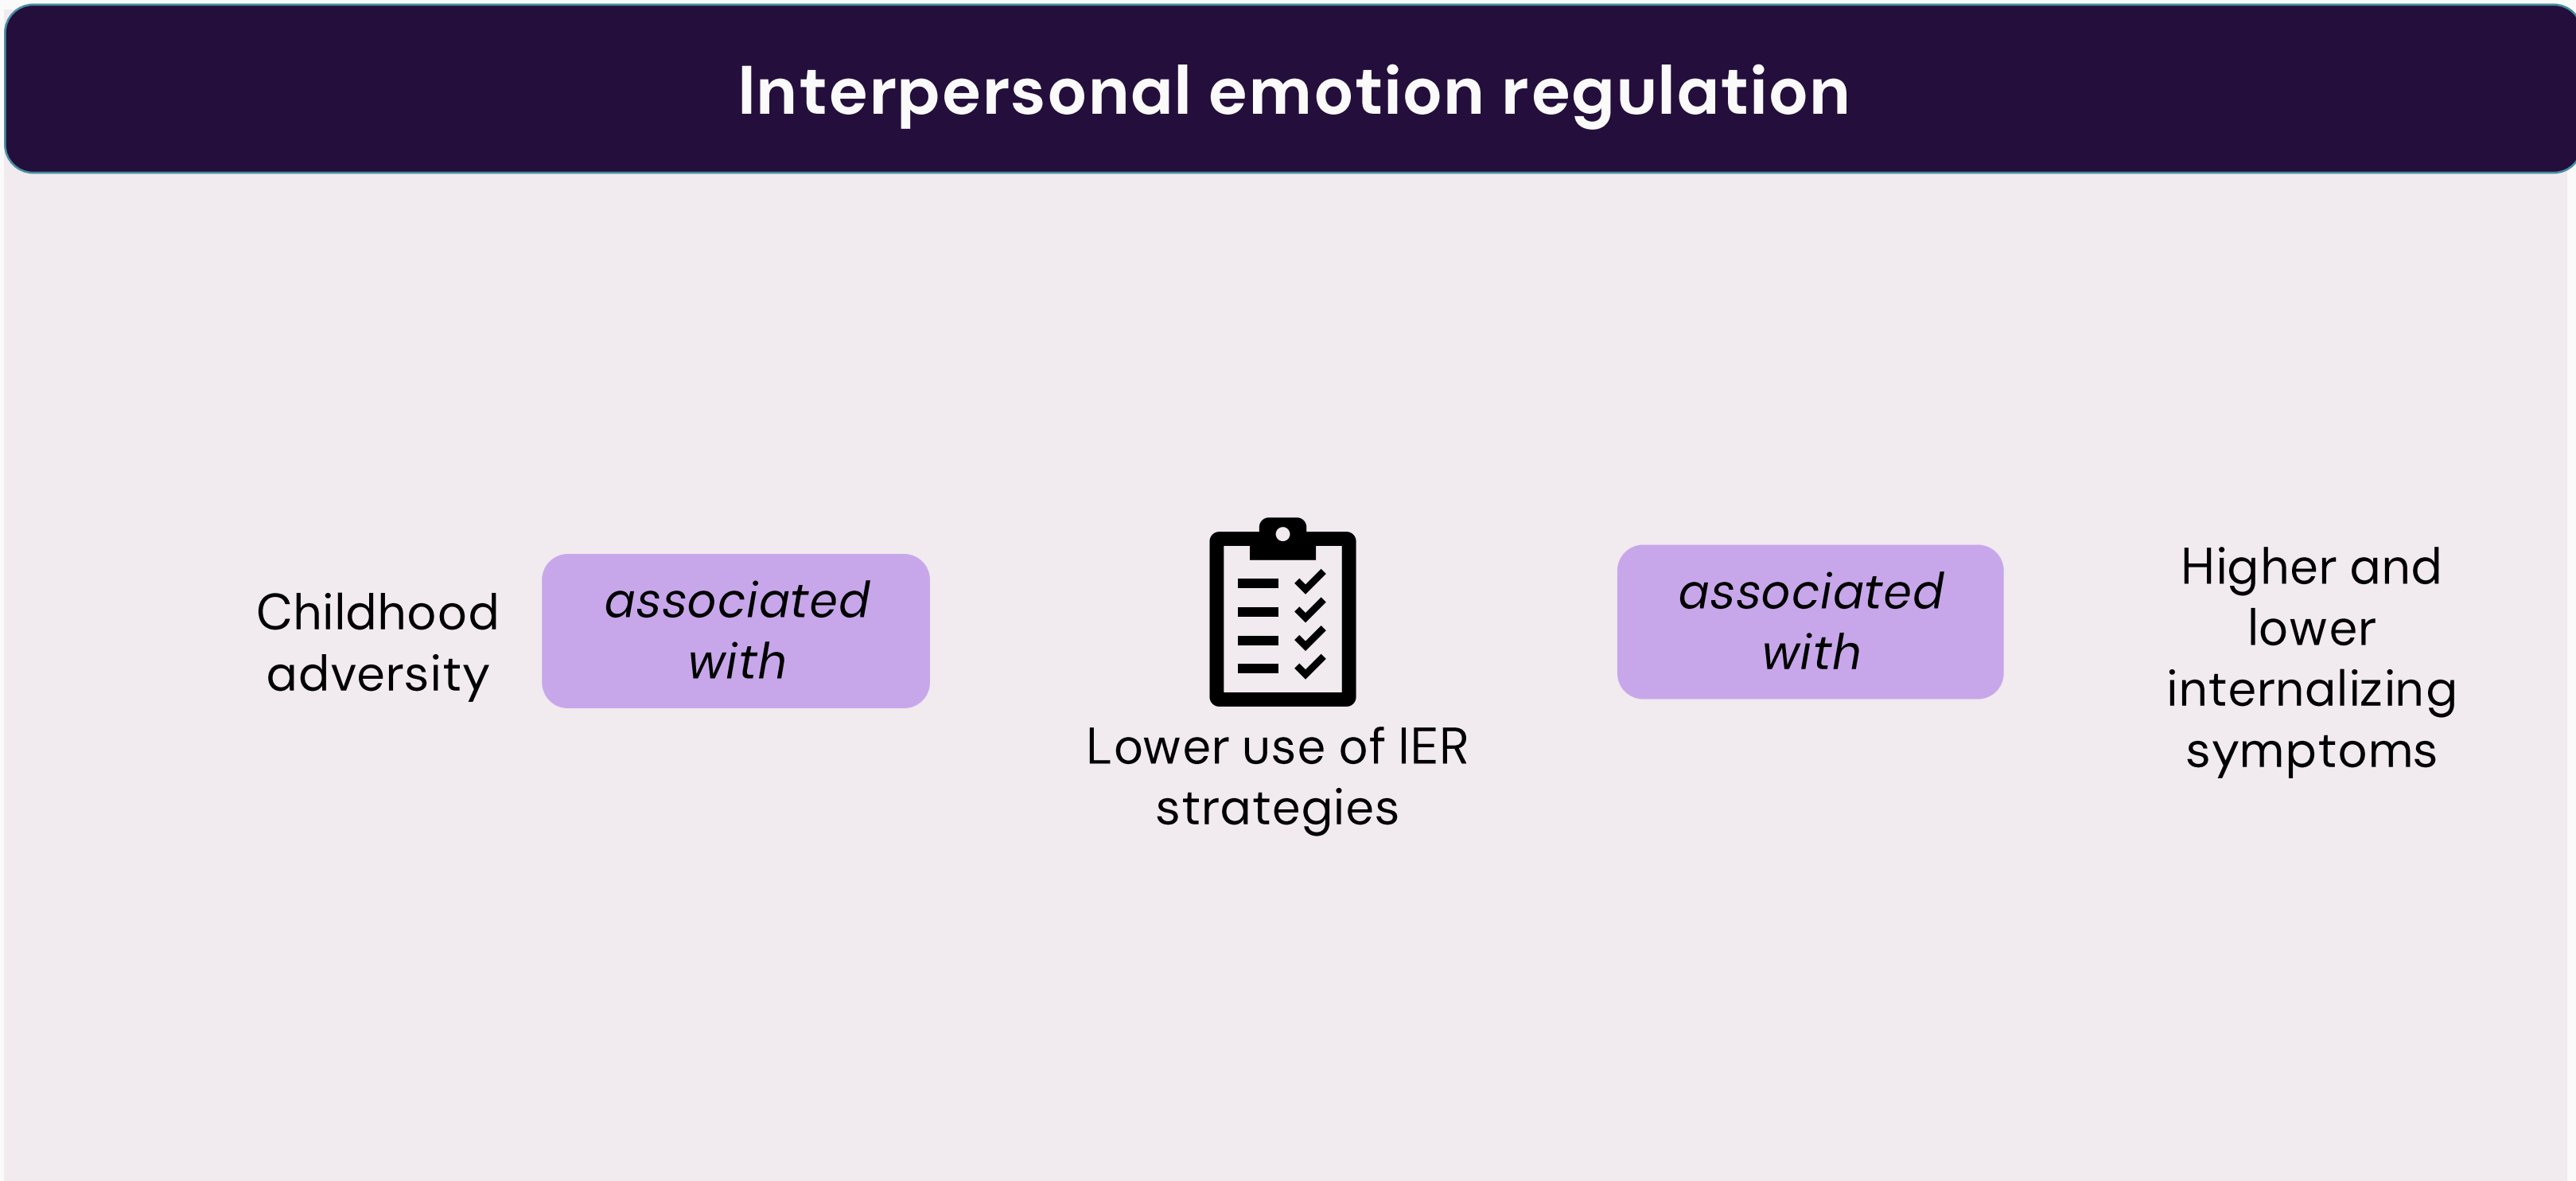 Interpersonal emotion regulation
Childhood
adversity
associated
with
Lower use of IER
strategies
associated
with
Higher and
lower
internalizing
symptoms